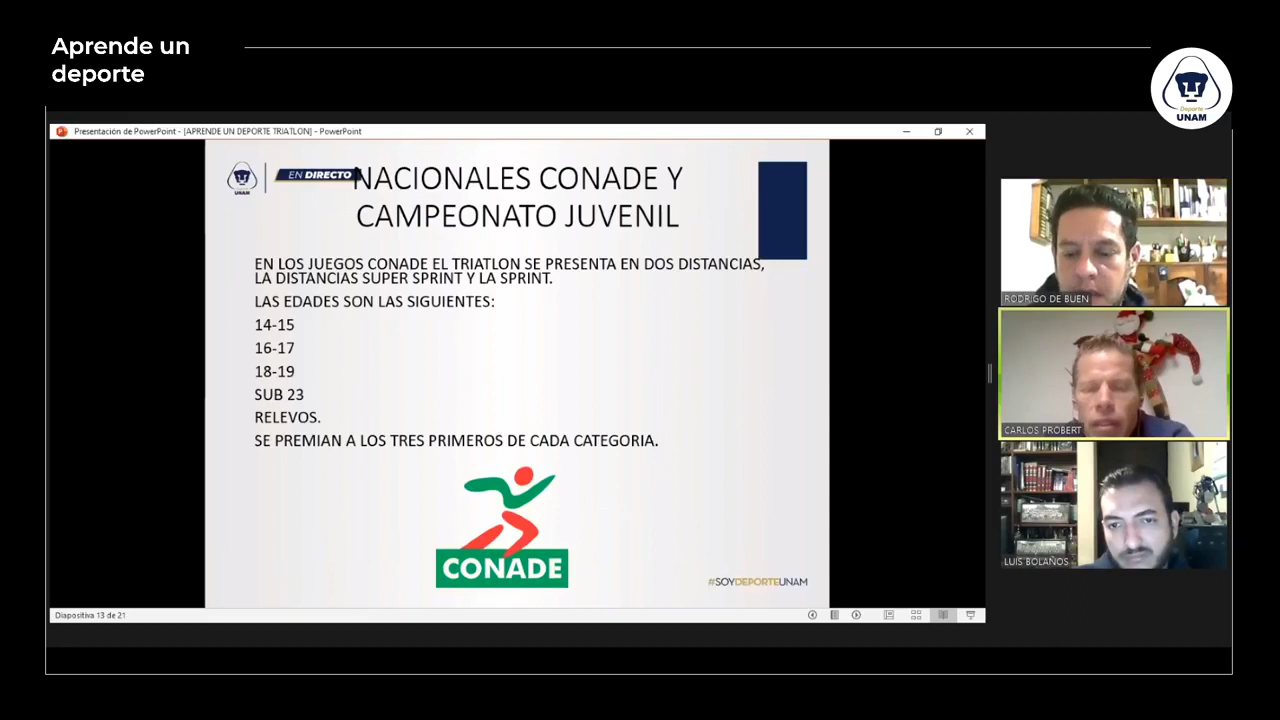 Aprende un
deporte
Deporte
UNAM
Presentación de PowerPoint - [APRENDE UN DEPORTE TRIATLON] - PowerPoint
UNAM
EN DIRECTO
NACIONALES CONADE Y
CAMPEONATO JUVENIL
EN LOS JUEGOS CONADE EL TRIATLON SE PRESENTA EN DOS DISTANCIAS,
LA DISTANCIAS SUPER SPRINT Y LA SPRINT.
LAS EDADES SON LAS SIGUIENTES:
14-15
16-17
18-19
SUB 23
RELEVOS.
SE PREMIAN A LOS TRES PRIMEROS DE CADA CATEGORIA.
CONADE
#SOYDEPORTEUNAM
Diapositiva 13 de 21
RODRIGO DE BUEN
CARLOS PROBERT
LUIS BOLAÑOS